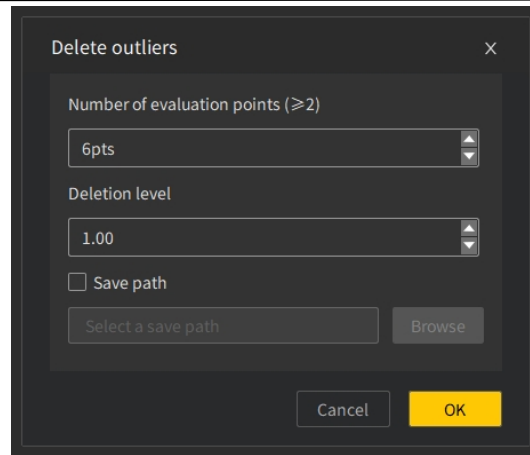 Delete outliers X
Number of evaluation points (≥2)
6pts
Deletion level
1.00
Save path
Select a save path Browse
Cancel OK